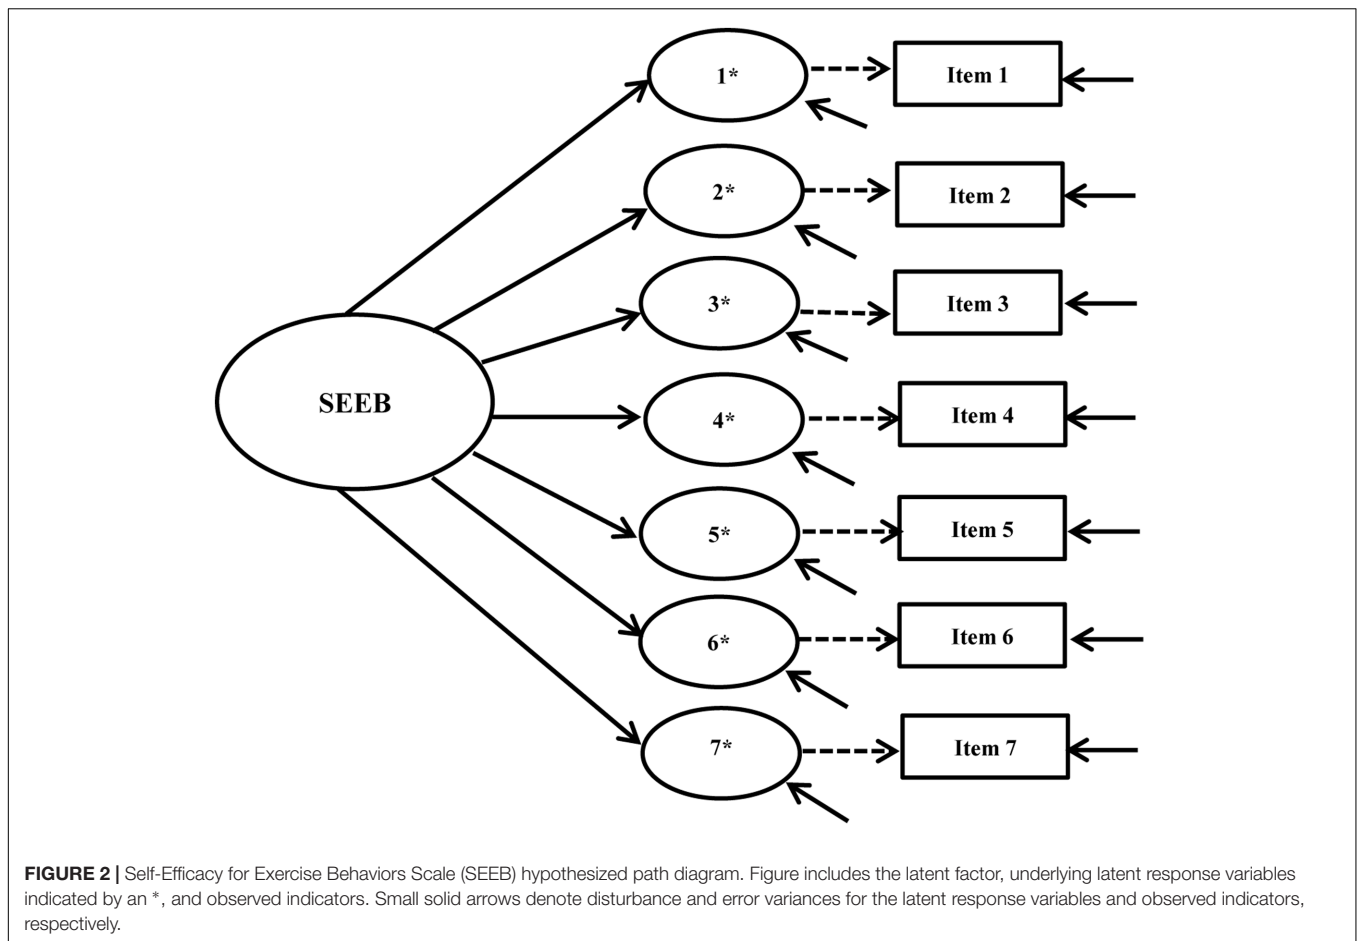 1*
Item 1
2*
Item 2
3*
Item 3
SEEB
4*
Item 4
5*
Item 5
6*
Item 6
7*
Item 7
FIGURE 2 | Self-Efficacy for Exercise Behaviors Scale (SEEB) hypothesized path diagram. Figure includes the latent factor, underlying latent response variables
indicated by an *, and observed indicators. Small solid arrows denote disturbance and error variances for the latent response variables and observed indicators,
respectively.